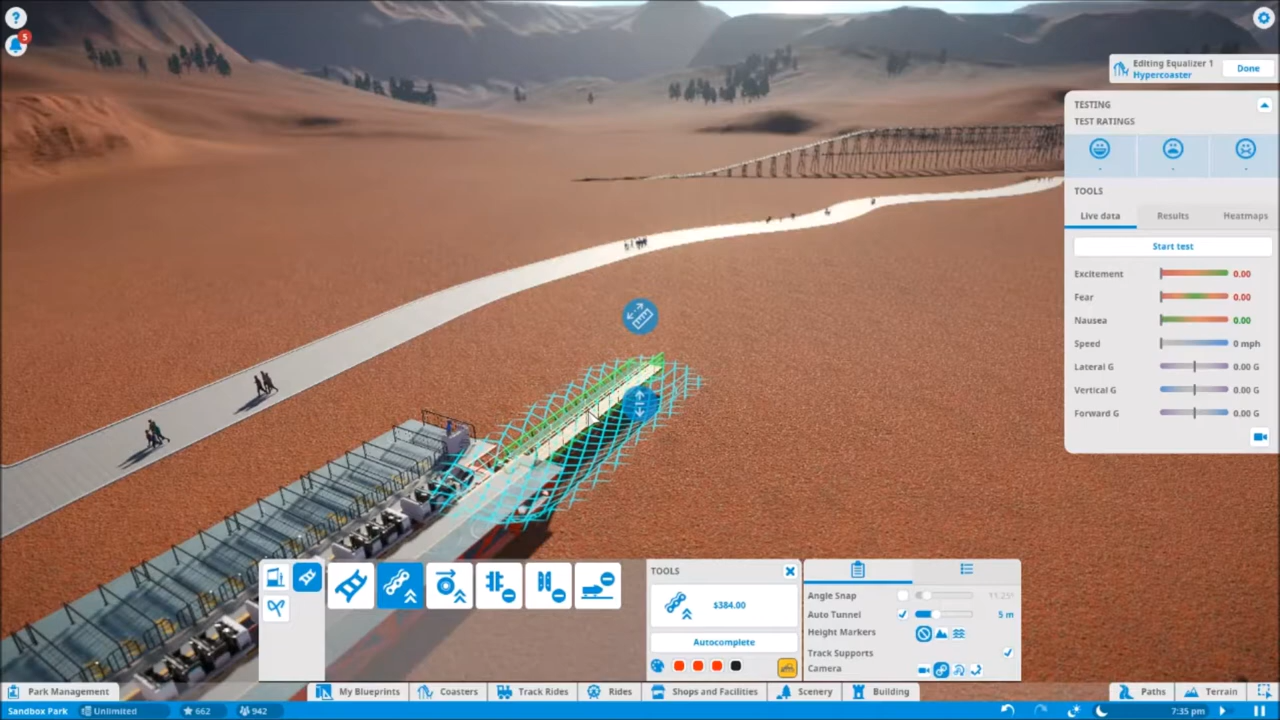 ?
5
Editing Equalizer 1
Hypercoaster
Done
TESTING
TEST RATINGS
- - -
TOOLS
Live data Results Heatmaps
Start test
Excitement 0.00
Fear 0.00
Nausea 0.00
Speed 0 mph
Lateral G 0.00 G
Vertical G 0.00 G
Forward G 0.00 G
TOOLS
$384.00
Autocomplete
Angle Snap 11.25°
Auto Tunnel 5 m
Height Markers
Track Supports
Camera
Park Management My Blueprints Coasters Track Rides Rides Shops and Facilities Scenery Building Paths Terrain
Sandbox Park Unlimited 662 942 7:35 pm